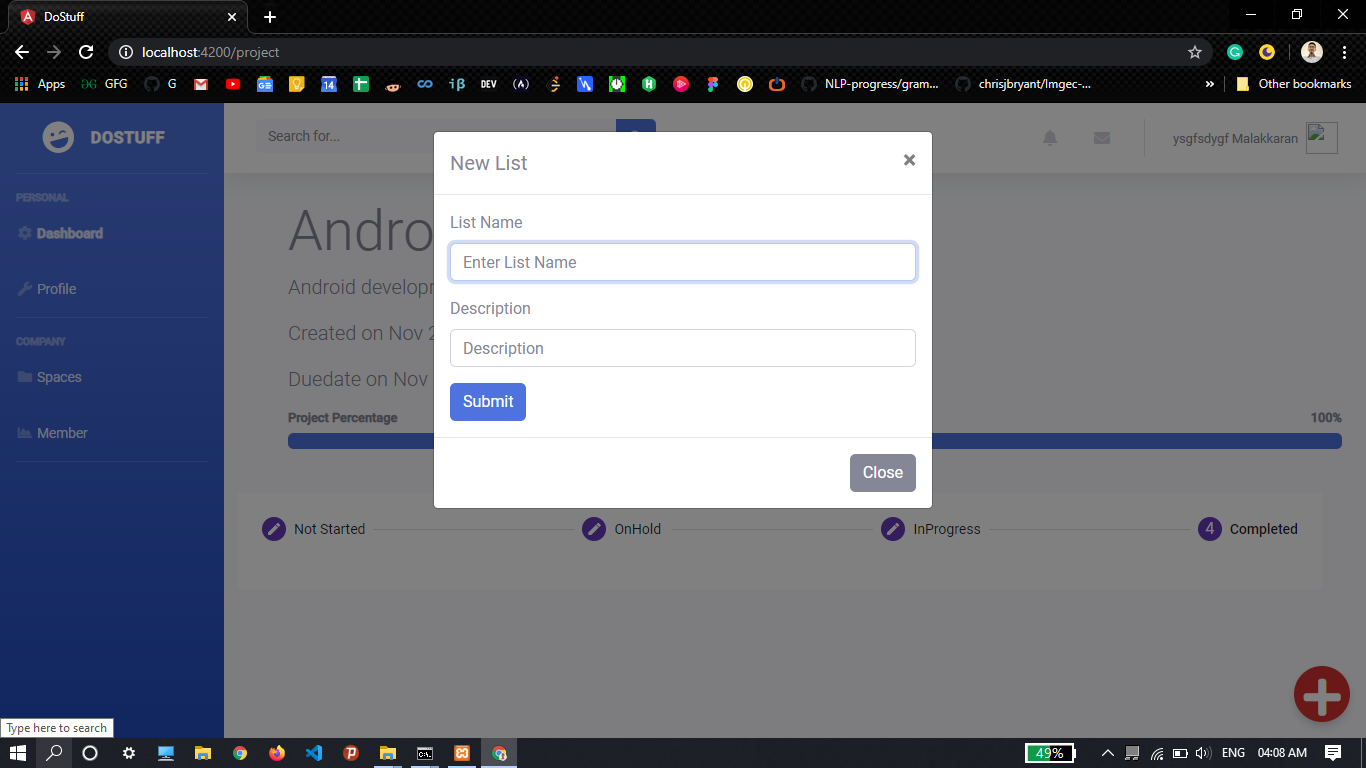 DoStuff
localhost:4200/project
Apps
GFG
G
14
DEV
NLP-progress/gram...
chrisjbryant/lmgec-...
Other bookmarks
DOSTUFF
Search for...
ysgfsdygf Malakkaran
PERSONAL
Dashboard
Profile
COMPANY
Spaces
Member
Andro
Android developm
Created on Nov 2
Duedate on Nov
Project Percentage
100%
New List
×
List Name
Enter List Name
Description
Description
Submit
Close
Not Started
OnHold
InProgress
4
Completed
Type here to search
49%
ENG
04:08 AM